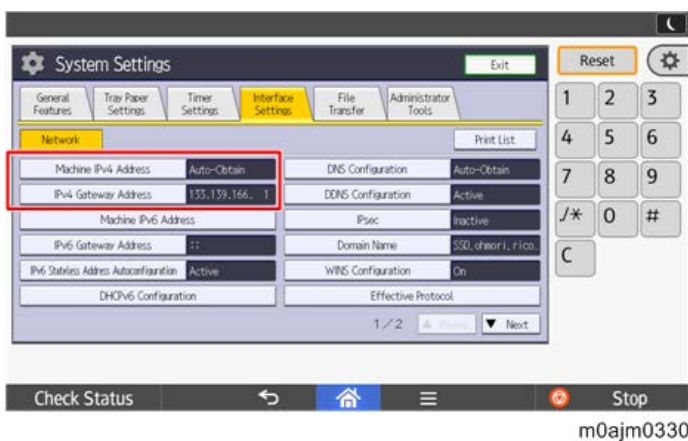 System Settings
Exit
Reset
General Features
Tray Paper Settings
Timer Settings
Interface Settings
File Transfer
Administrator Tools
Network
Print List
Machine IPv4 Address Auto-Obtain
DNS Configuration Auto-Obtain
IPv4 Gateway Address 133.139.166. 1
DDNS Configuration Active
Machine IPv6 Address
IPsec Inactive
IPv6 Gateway Address ::
Domain Name SSD.ohmori.rico.
IPv6 Stateless Address Autoconfiguration Active
WINS Configuration On
DHCPv6 Configuration
Effective Protocol
1/2
▼ Next
1 2 3
4 5 6
7 8 9
./* 0 #
C
Check Status
Stop
m0ajm0330